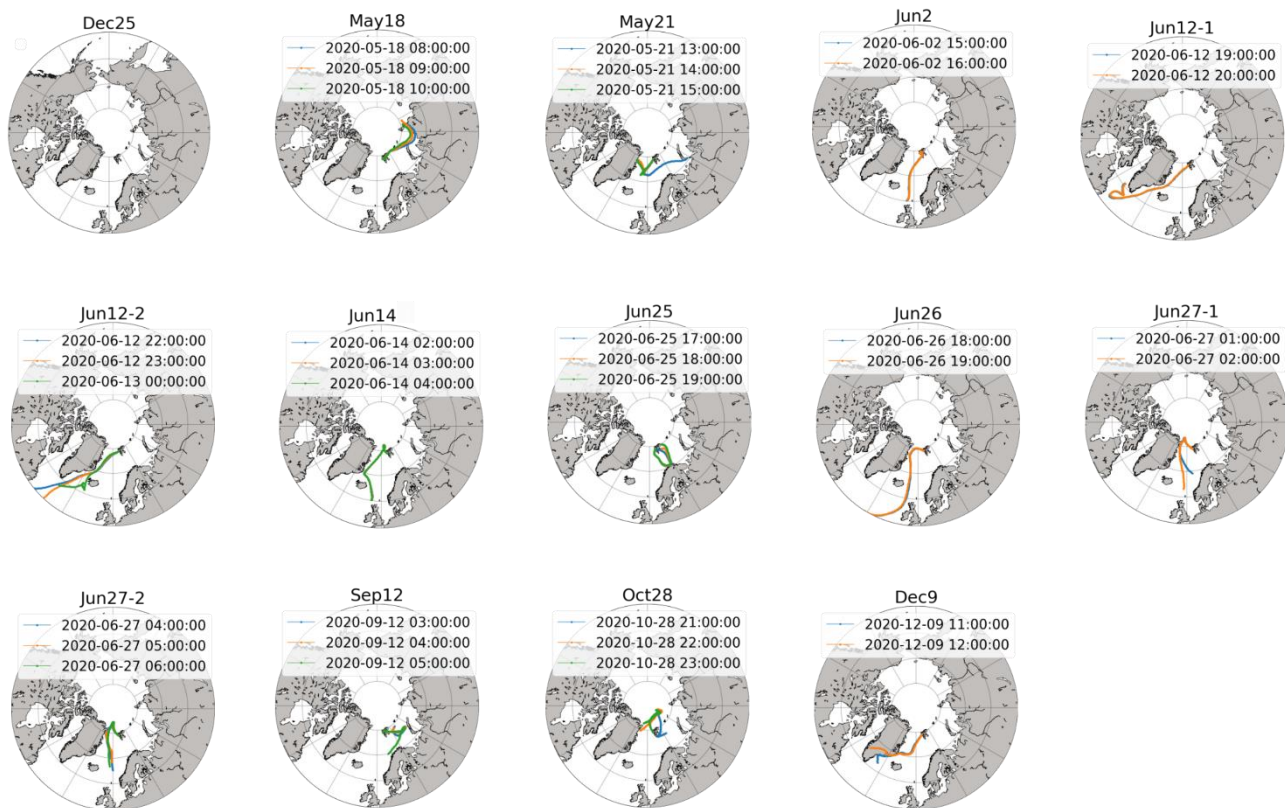 Dec25
May18
2020-05-18 08:00:00
2020-05-18 09:00:00
2020-05-18 10:00:00
May21
2020-05-21 13:00:00
2020-05-21 14:00:00
2020-05-21 15:00:00
Jun2
2020-06-02 15:00:00
2020-06-02 16:00:00
Jun12-1
2020-06-12 19:00:00
2020-06-12 20:00:00
Jun12-2
2020-06-12 22:00:00
2020-06-12 23:00:00
2020-06-13 00:00:00
Jun14
2020-06-14 02:00:00
2020-06-14 03:00:00
2020-06-14 04:00:00
Jun25
2020-06-25 17:00:00
2020-06-25 18:00:00
2020-06-25 19:00:00
Jun26
2020-06-26 18:00:00
2020-06-26 19:00:00
Jun27-1
2020-06-27 01:00:00
2020-06-27 02:00:00
Jun27-2
2020-06-27 04:00:00
2020-06-27 05:00:00
2020-06-27 06:00:00
Sep12
2020-09-12 03:00:00
2020-09-12 04:00:00
2020-09-12 05:00:00
Oct28
2020-10-28 21:00:00
2020-10-28 22:00:00
2020-10-28 23:00:00
Dec9
2020-12-09 11:00:00
2020-12-09 12:00:00